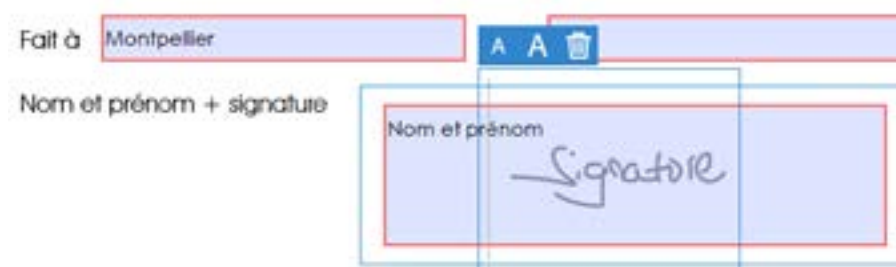 Fait à Montpellier
A A
Nom et prénom + signature
Nom et prénom
Signature